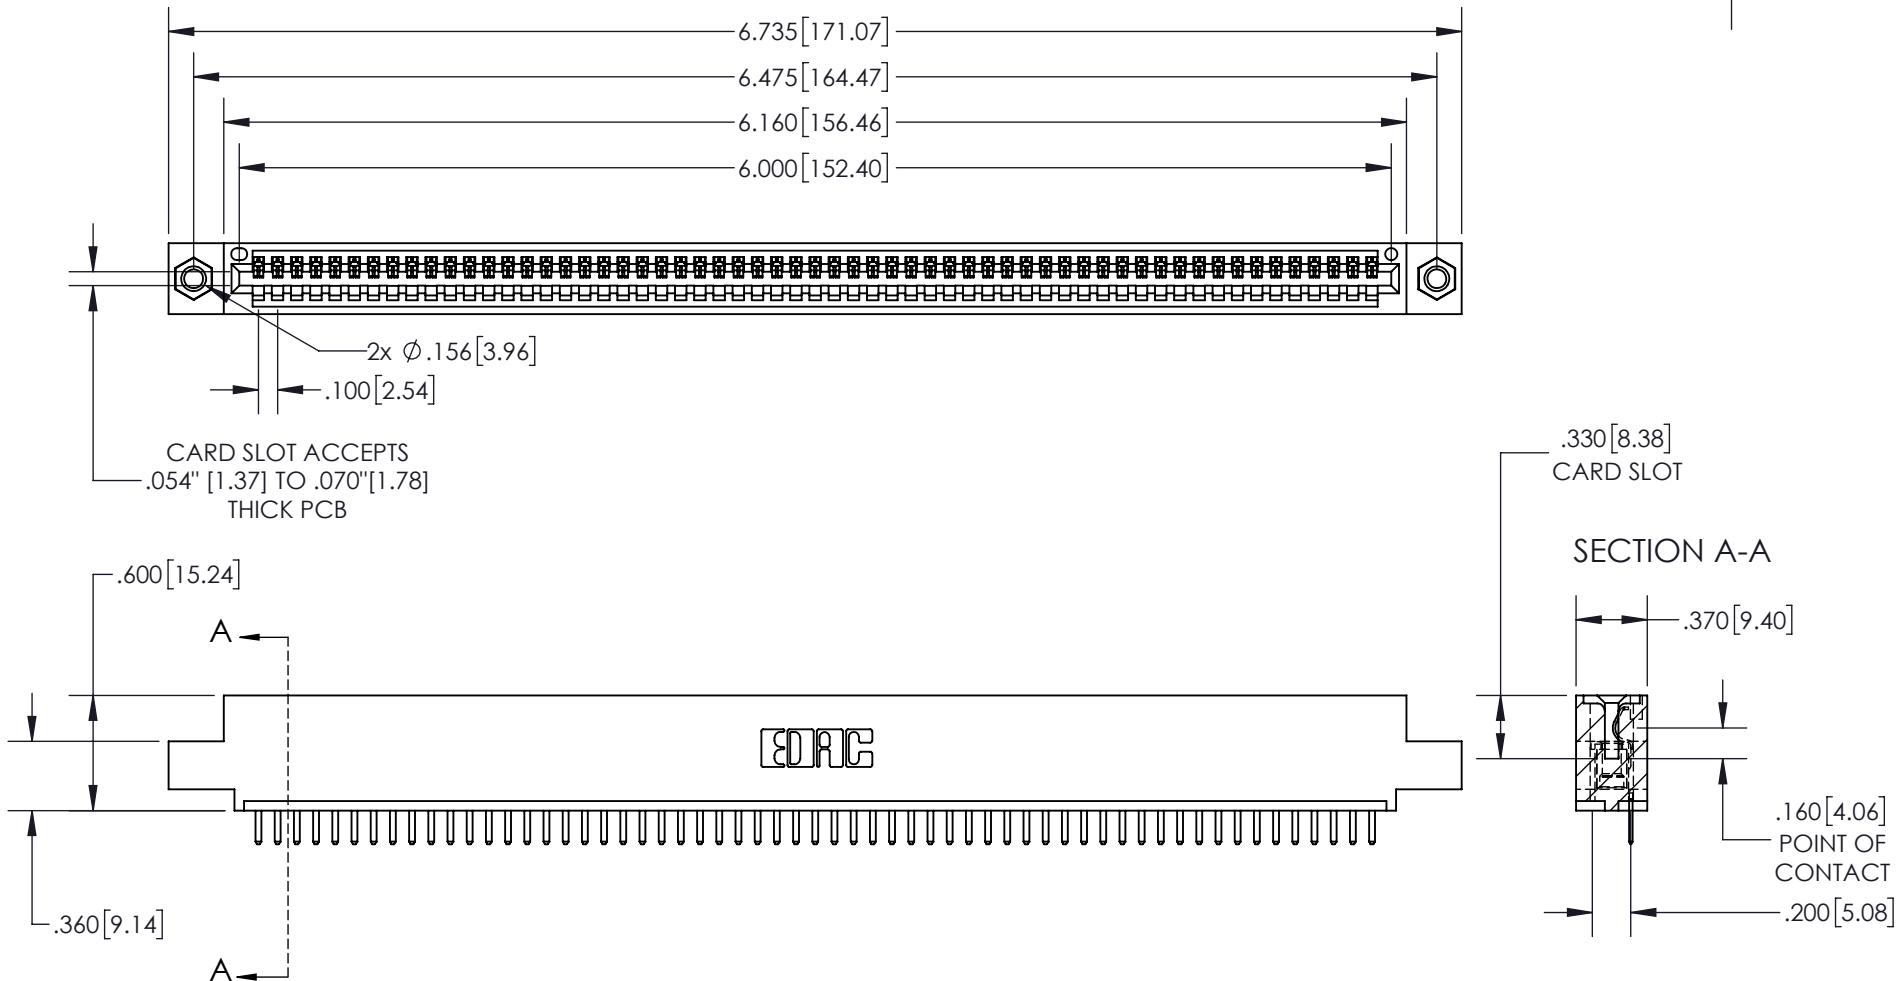 6.735[171.07]
6.475[164.47]
6.160[156.46]
6.000[152.40]
2x Ø.156[3.96]
.100[2.54]
CARD SLOT ACCEPTS
.054" [1.37] TO .070"[1.78]
THICK PCB
.330[8.38]
CARD SLOT
SECTION A-A
.600[15.24]
.370[9.40]
A
EDAC
.160[4.06]
POINT OF
CONTACT
.200[5.08]
.360[9.14]
A